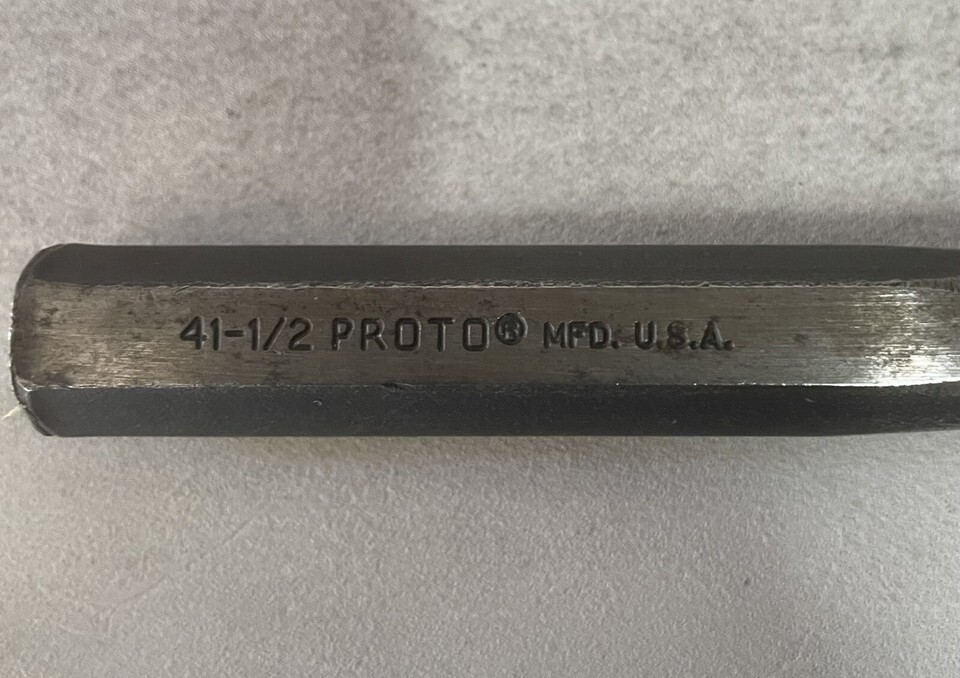 41-1/2 PROTO® MFD. U.S.A.